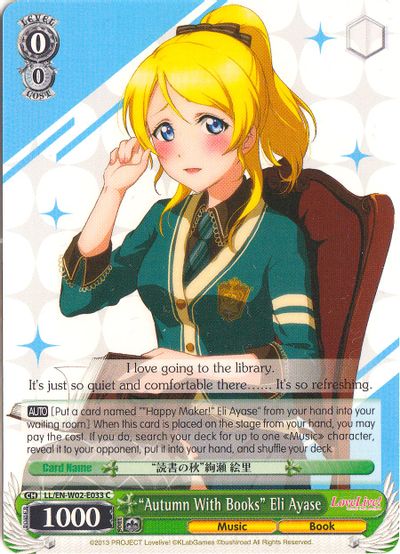 LEVEL
0
0
COST
I love going to the library.
It's just so quiet and comfortable there…… It's so refreshing.
AUTO [Put a card named ""Happy Maker!" Eli Ayase" from your hand into your
waiting room] When this card is placed on the stage from your hand, you may
pay the cost. If you do, search your deck for up to one «Music» character,
reveal it to your opponent, put it into your hand, and shuffle your deck.
Card Name "読書の秋"絢瀬 絵里
CH LL/EN-W02-E033 C
"Autumn With Books" Eli Ayase LoveLive!
POWER 1000
Music Book
©2013 PROJECT Lovelive! ©KLabGames ©bushiroad All Rights Reserved.